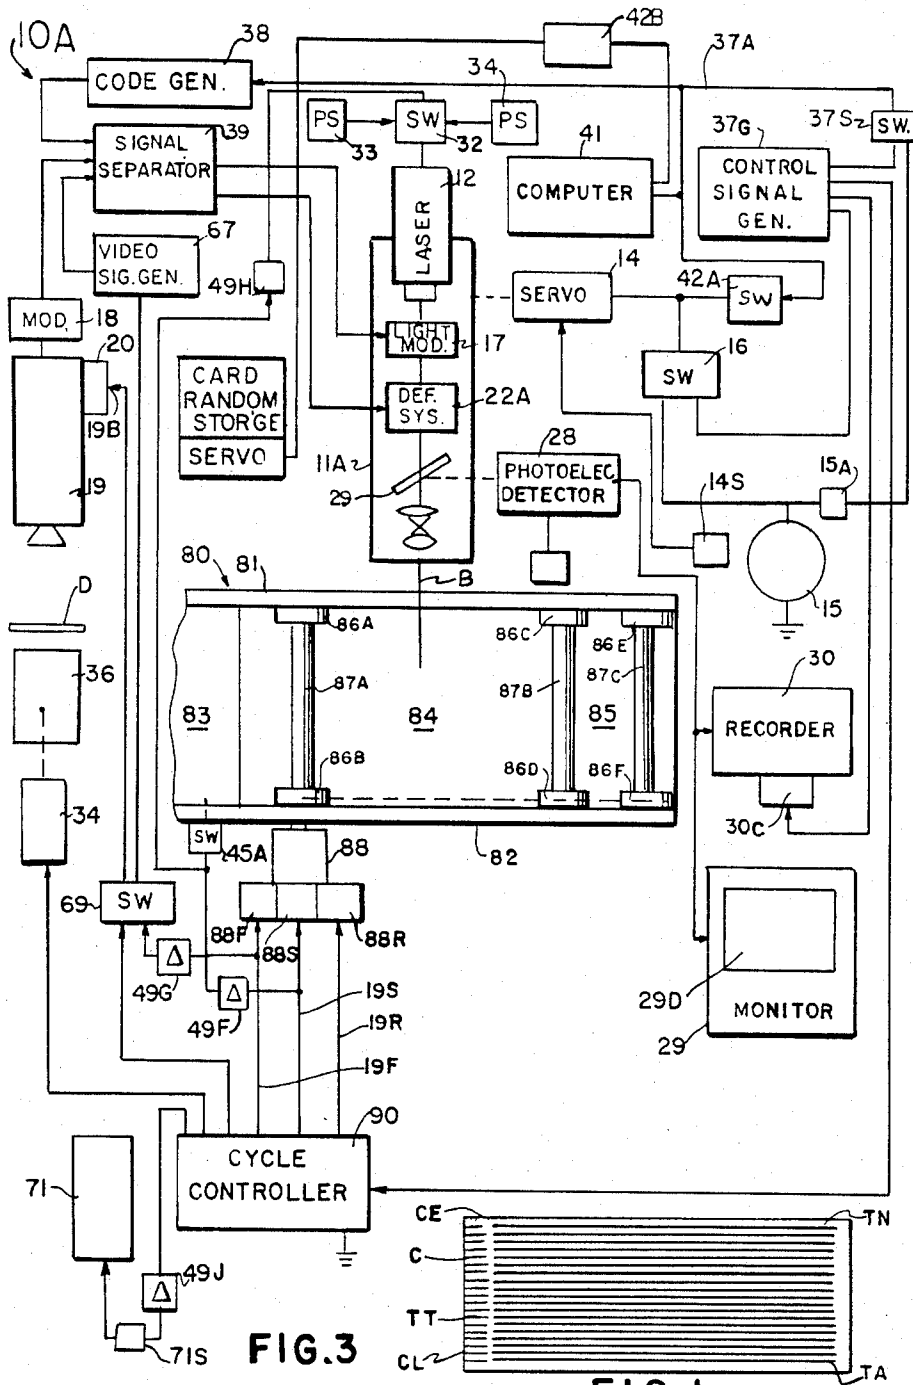 42B
10A
38
37A
CODE GEN.
34
PS
SW
PS
33
32
37S
SW.
39
SIGNAL
SEPARATOR
41
COMPUTER
37G
CONTROL
SIGNAL
GEN.
12
LASER
67
VIDEO
SIG.GEN.
49H
14
SERVO
42A
SW
MOD.
18
LIGHT
MOD.
17
16
SW
20
19B
CARD
RANDOM
STOR'GE
SERVO
DEF.
SYS.
22A
11A
29
28
PHOTOELEC
DETECTOR
15A
14S
19
15
80
81
B
D
86A
86C
86E
36
87A
87B
87C
83
84
85
30
RECORDER
86B
86D
86F
34
30C
SW
45A
88
82
69
SW
88F
88S
88R
Δ
49G
Δ
49F
19S
19R
19F
29D
MONITOR
29
90
CYCLE
CONTROLLER
71
CE
TN
C
Δ
49J
TT
71S
FIG.3
CL
TA